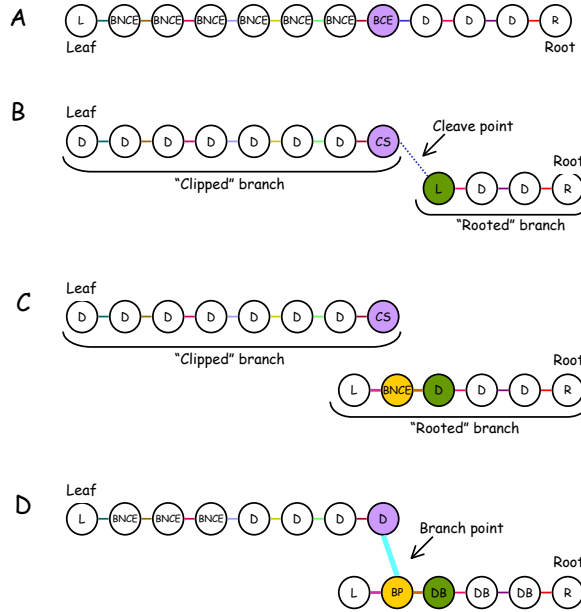 A
L BNCE BNCE BNCE BNCE BNCE BNCE BCE D D D R
Leaf Root
B
Leaf
D D D D D D D CS
Cleave point
Root
L D D R
"Clipped" branch
"Rooted" branch
C
Leaf
D D D D D D D CS
"Clipped" branch
Root
L BNCE D D D R
"Rooted" branch
D
Leaf
L BNCE BNCE BNCE D D D D
Branch point
Root
L BP DB DB DB R